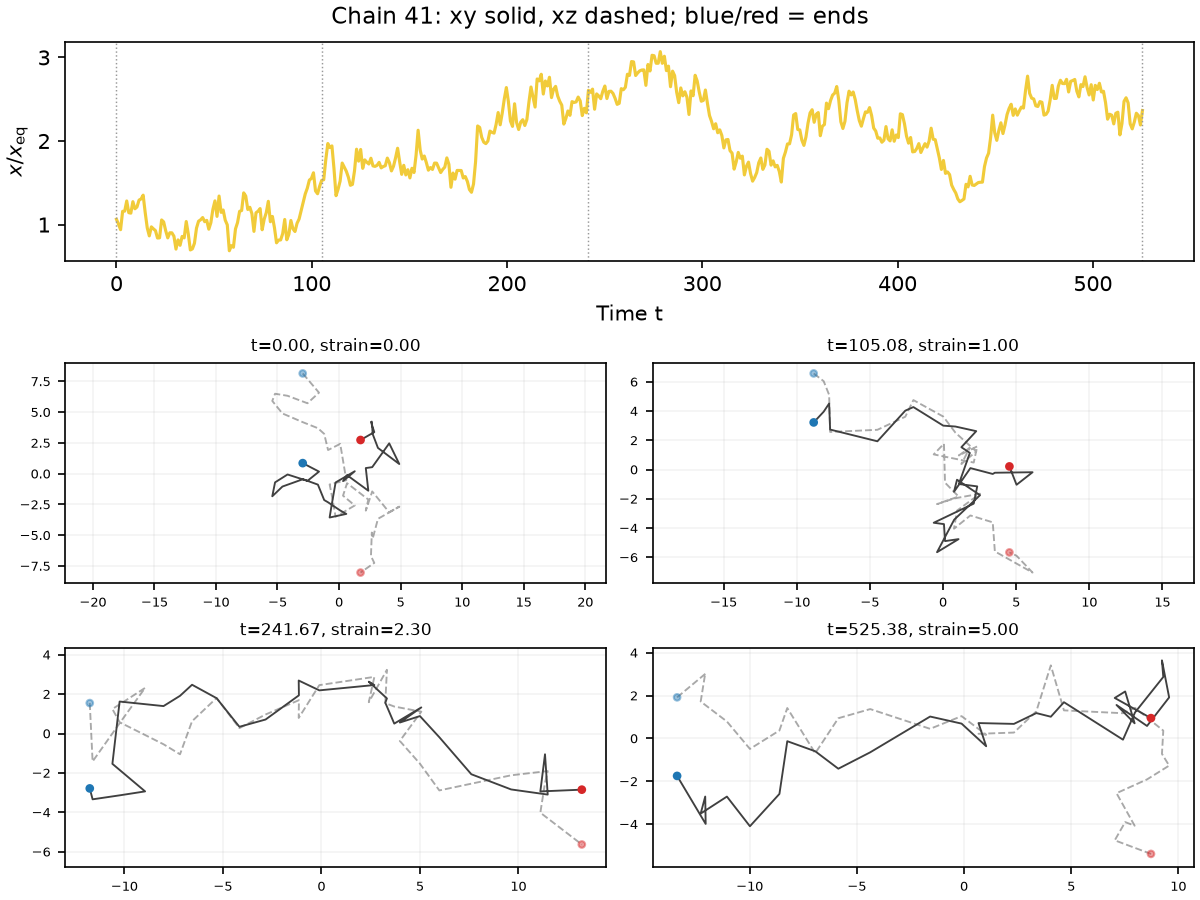 Chain 41: xy solid, xz dashed; blue/red = ends
3
2
1
x/x_eq
0 100 200 300 400 500
Time t
t=0.00, strain=0.00
7.5
5.0
2.5
0.0
−2.5
−5.0
−7.5
−20 −15 −10 −5 0 5 10 15 20
t=105.08, strain=1.00
6
4
2
0
−2
−4
−6
−15 −10 −5 0 5 10 15
t=241.67, strain=2.30
4
2
0
−2
−4
−6
−10 −5 0 5 10
t=525.38, strain=5.00
4
2
0
−2
−4
−10 −5 0 5 10